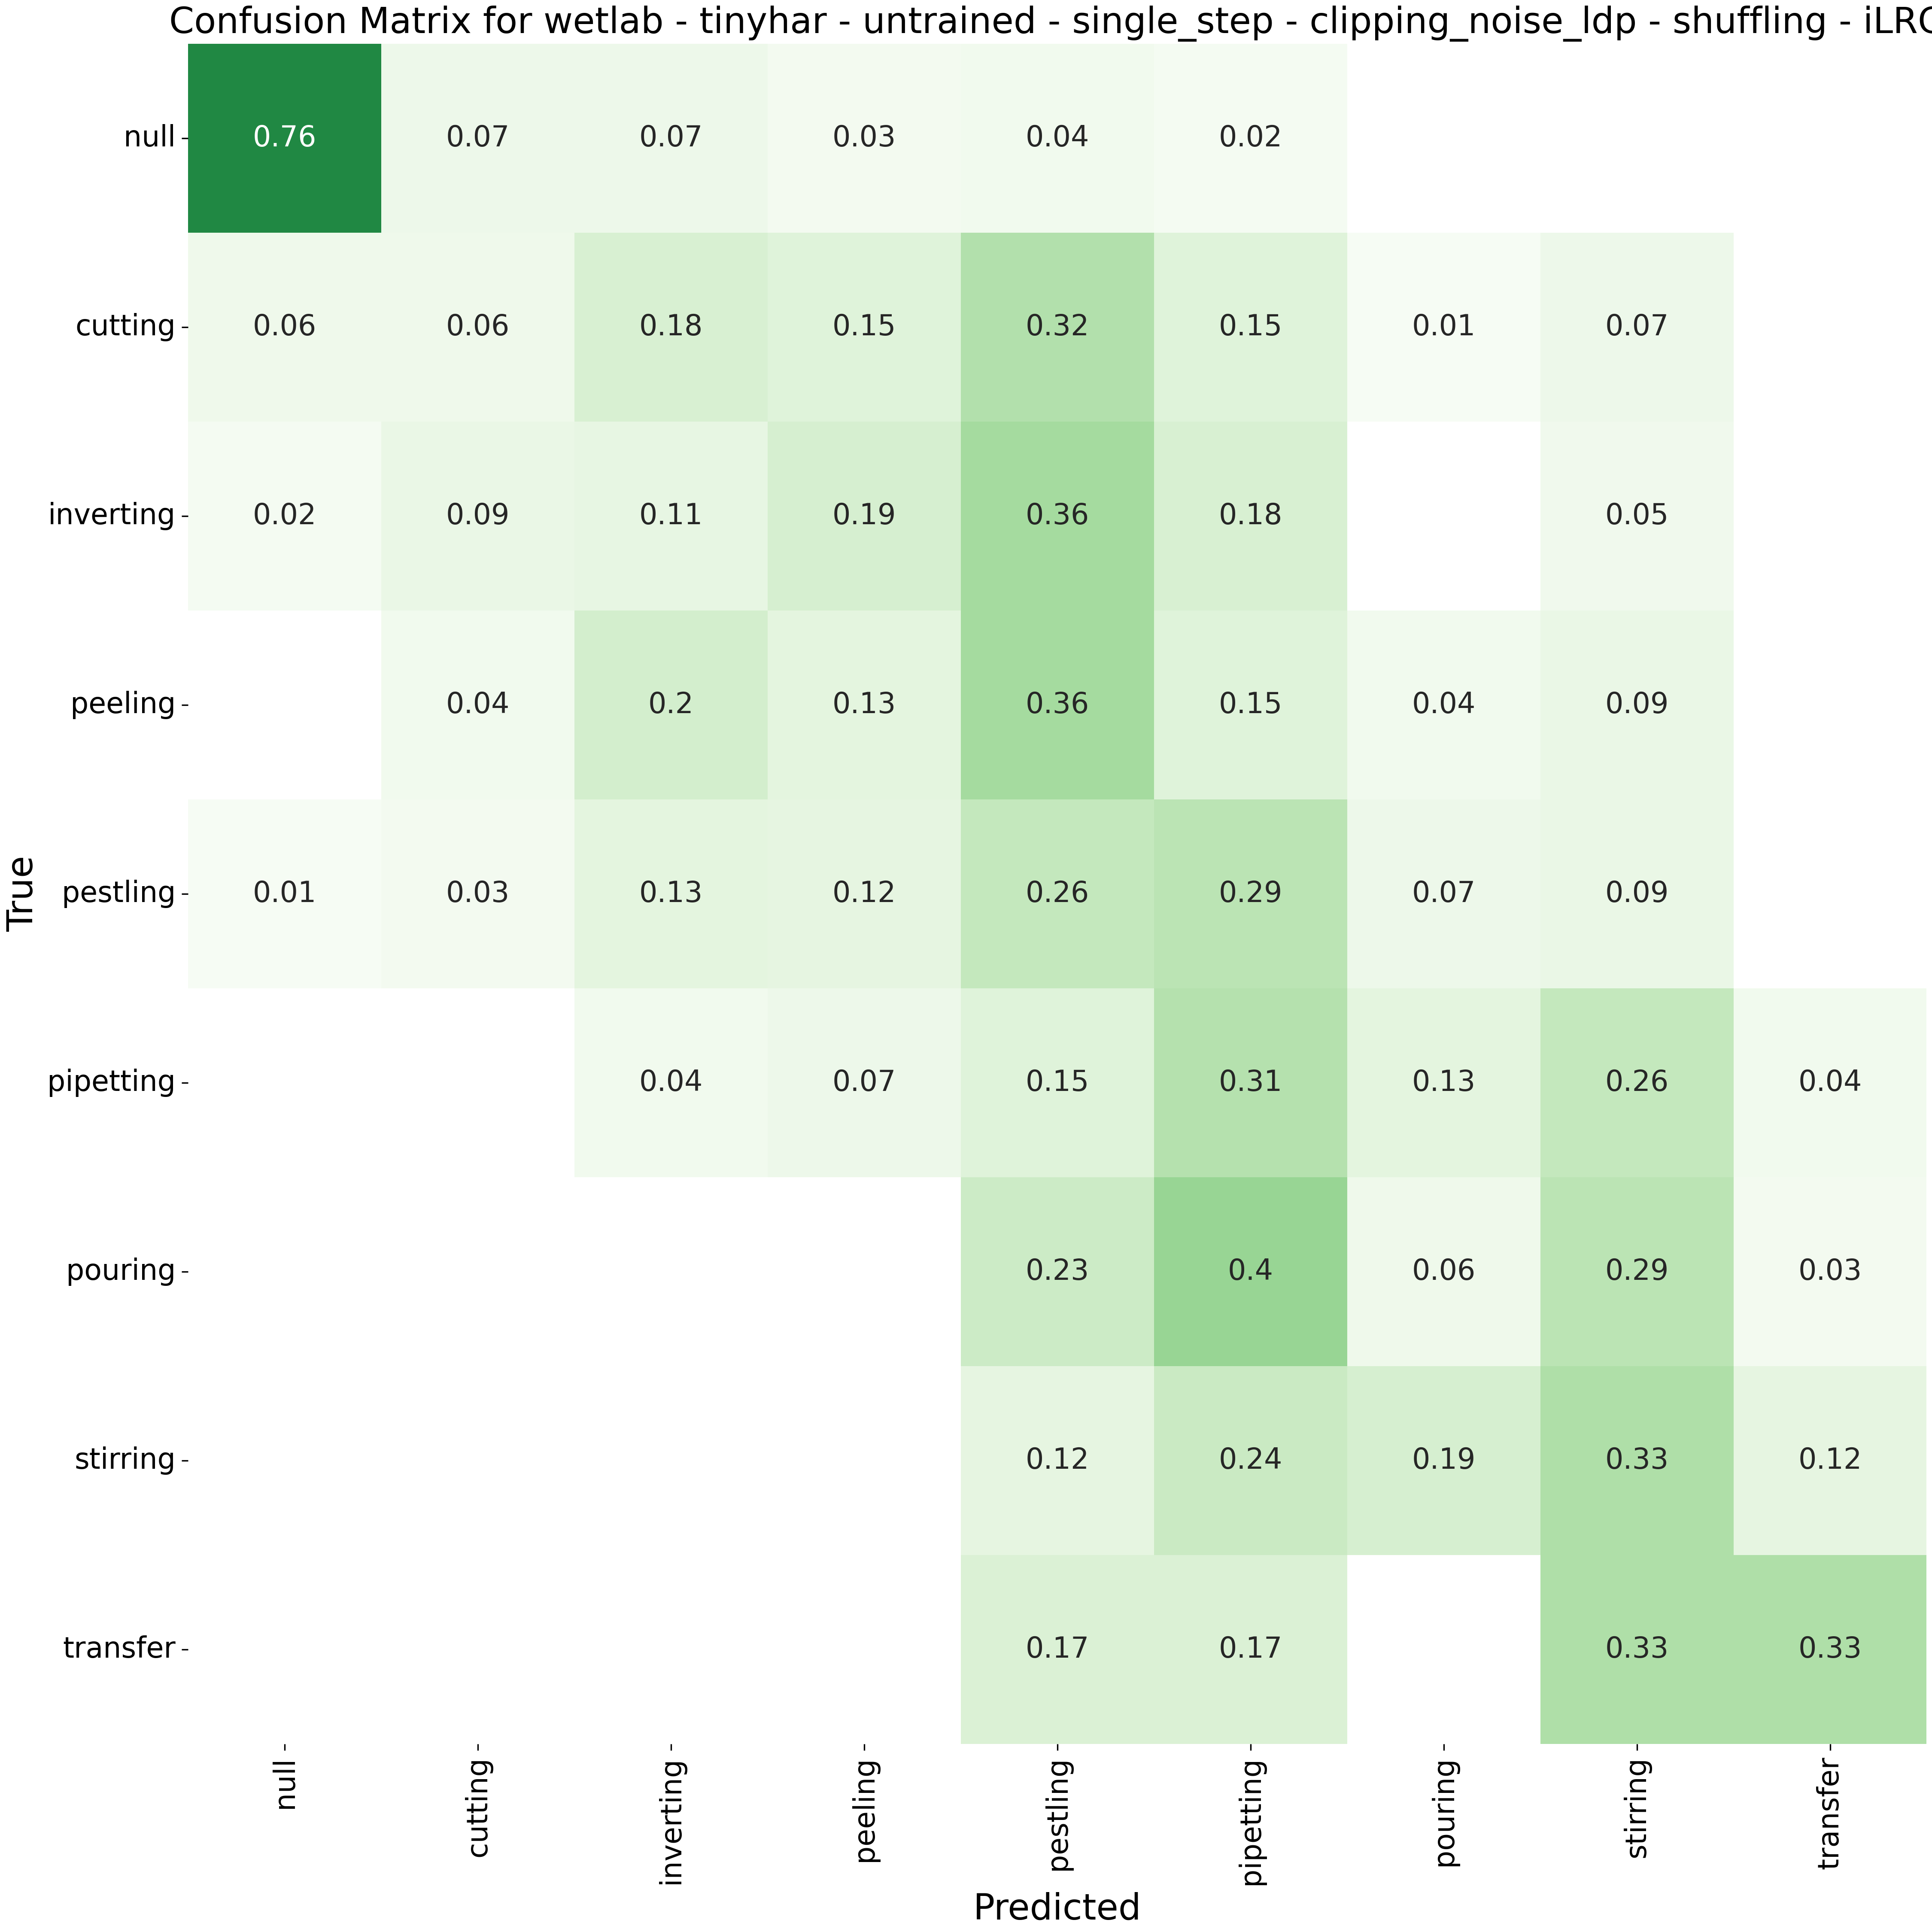 Confusion Matrix for wetlab - tinyhar - untrained - single_step - clipping_noise_ldp - shuffling - iLRG
null 0.76 0.07 0.07 0.03 0.04 0.02
cutting 0.06 0.06 0.18 0.15 0.32 0.15 0.01 0.07
inverting 0.02 0.09 0.11 0.19 0.36 0.18 0.05
peeling 0.04 0.2 0.13 0.36 0.15 0.04 0.09
pestling 0.01 0.03 0.13 0.12 0.26 0.29 0.07 0.09
pipetting 0.04 0.07 0.15 0.31 0.13 0.26 0.04
pouring 0.23 0.4 0.06 0.29 0.03
stirring 0.12 0.24 0.19 0.33 0.12
transfer 0.17 0.17 0.33 0.33
True
null cutting inverting peeling pestling pipetting pouring stirring transfer
Predicted